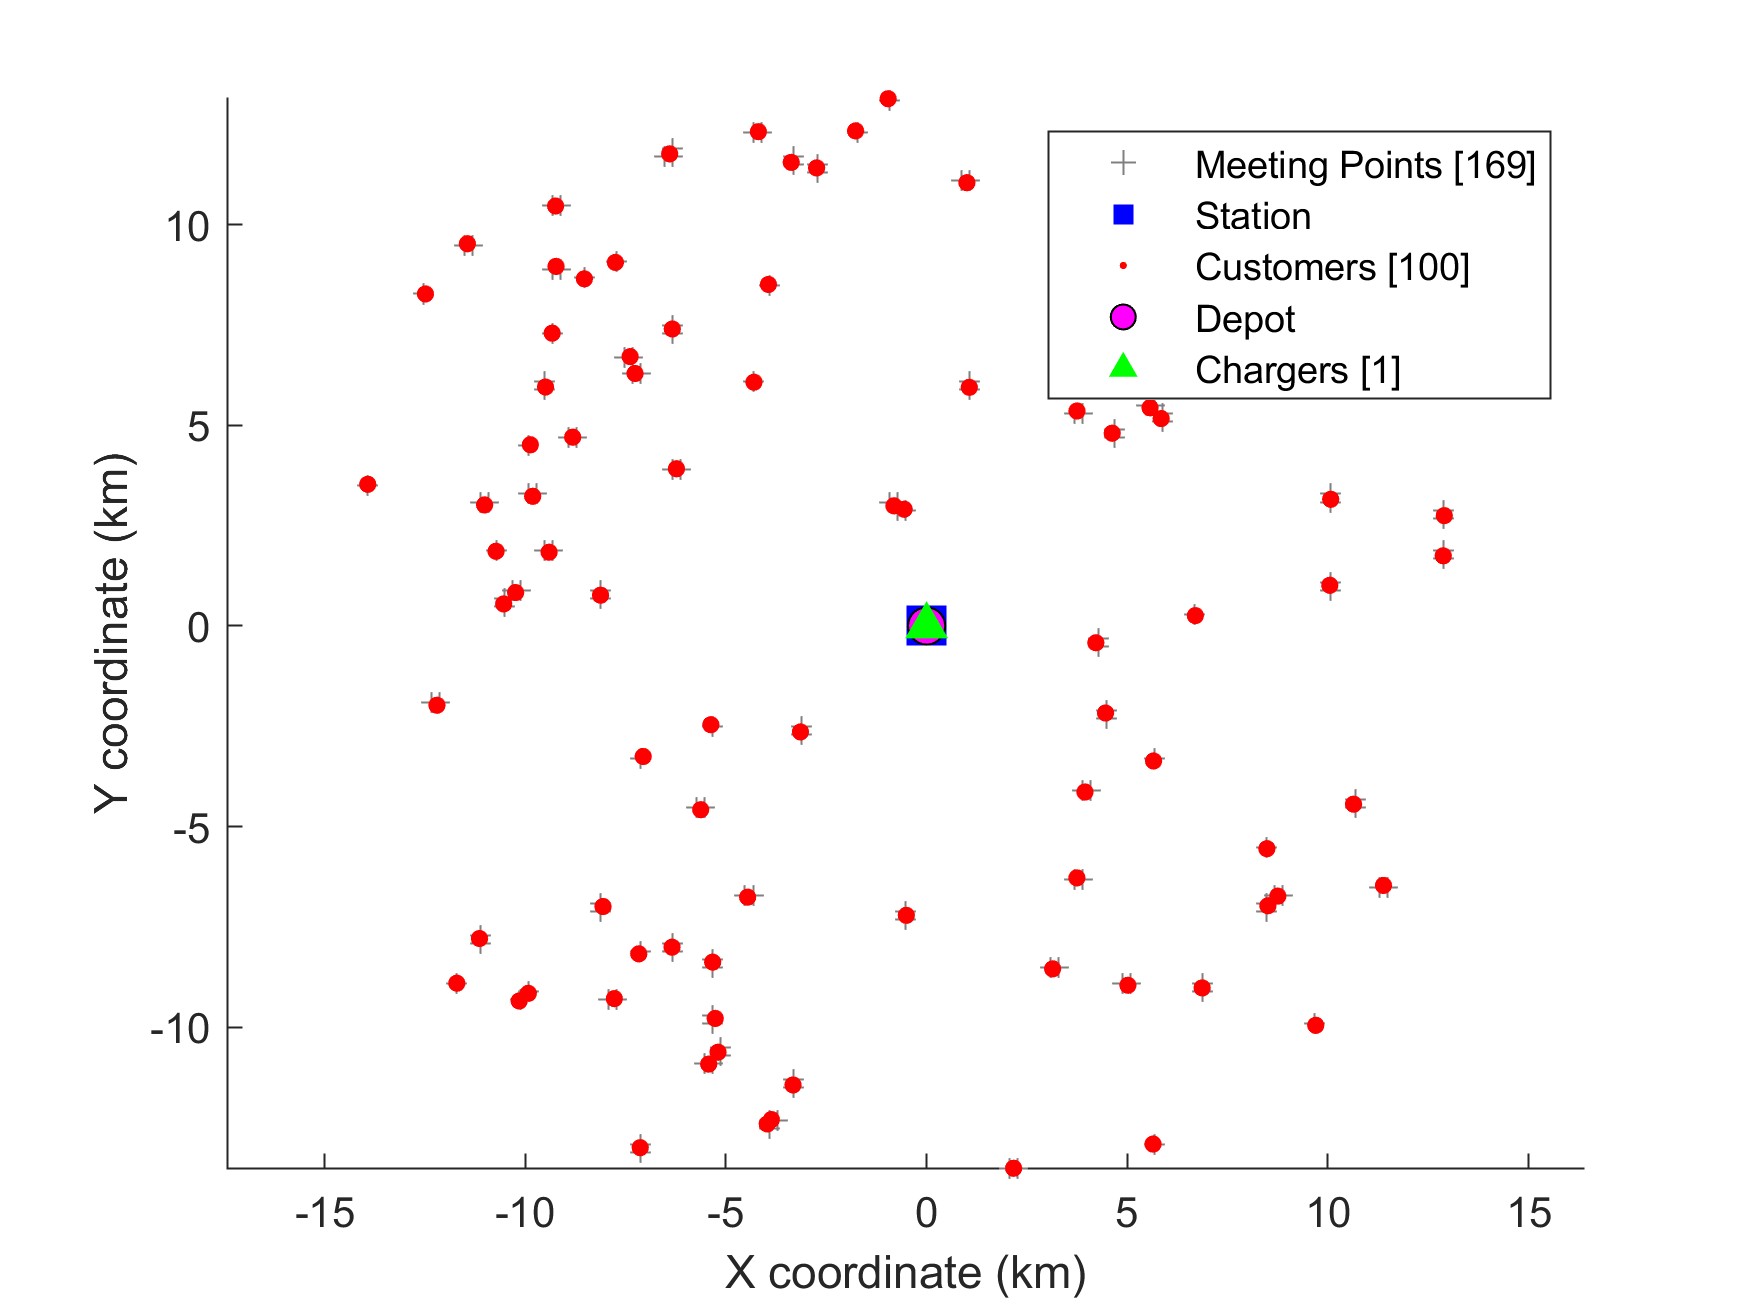 Meeting Points [169]
Station
Customers [100]
Depot
Chargers [1]
10
5
0
-5
-10
Y coordinate (km)
-15 -10 -5 0 5 10 15
X coordinate (km)